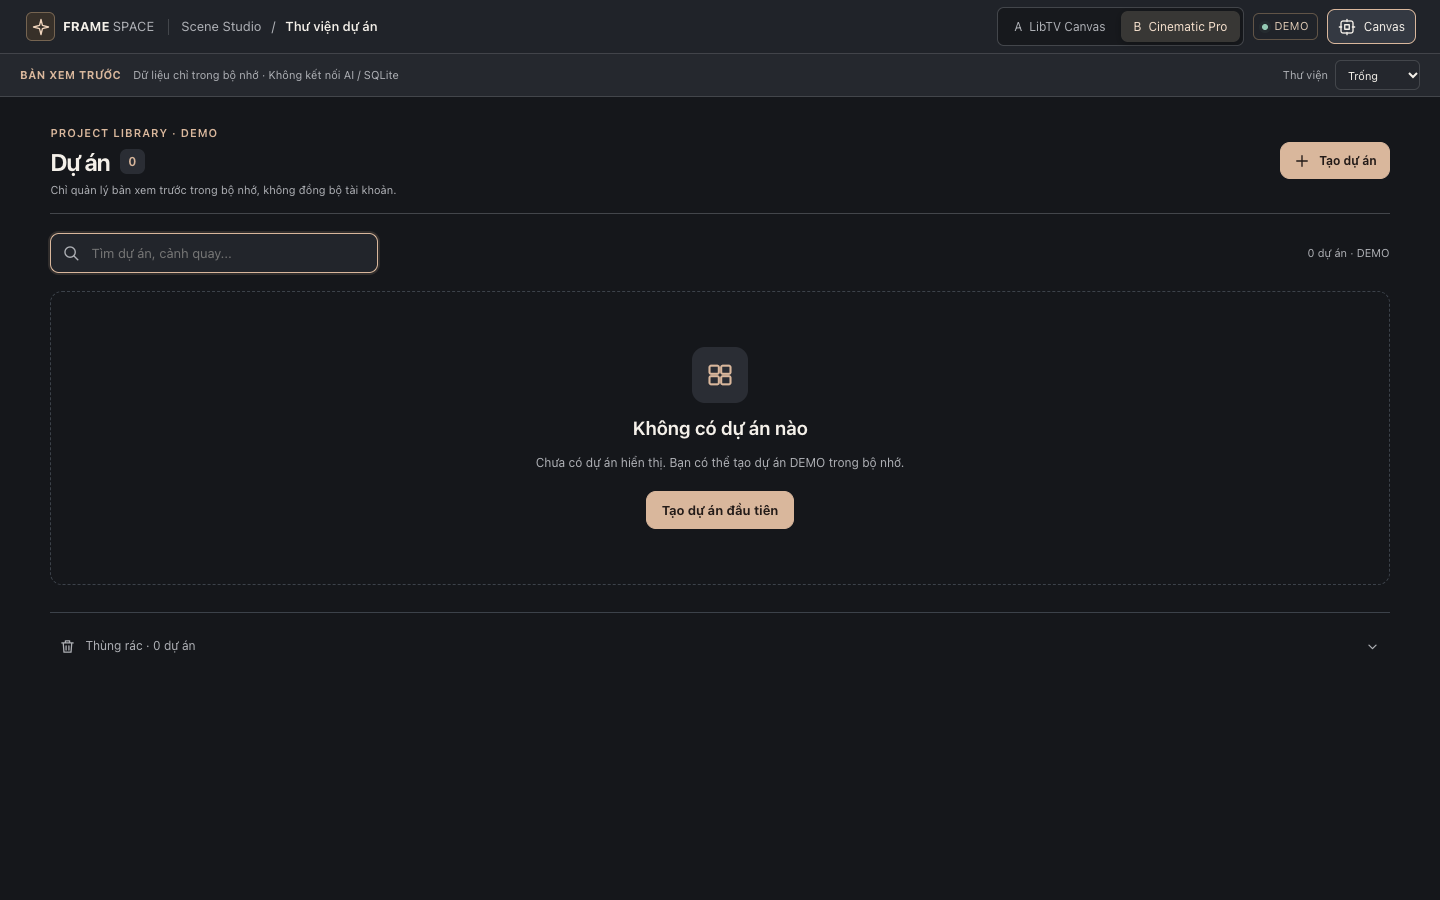 FRAME SPACE Scene Studio / Thư viện dự án A LibTV Canvas B Cinematic Pro DEMO Canvas
BẢN XEM TRƯỚC Dữ liệu chỉ trong bộ nhớ · Không kết nối AI / SQLite Thư viện Trống
PROJECT LIBRARY · DEMO
Dự án 0
Tạo dự án
Chỉ quản lý bản xem trước trong bộ nhớ, không đồng bộ tài khoản.
Tìm dự án, cảnh quay...
0 dự án · DEMO
Không có dự án nào
Chưa có dự án hiển thị. Bạn có thể tạo dự án DEMO trong bộ nhớ.
Tạo dự án đầu tiên
Thùng rác · 0 dự án